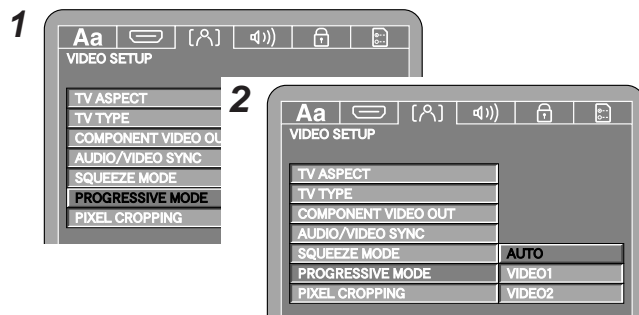 1
Aa
VIDEO SETUP
TV ASPECT
TV TYPE
COMPONENT VIDEO OU
AUDIO/VIDEO SYNC
SQUEEZE MODE
PROGRESSIVE MODE
PIXEL CROPPING
2
Aa
VIDEO SETUP
TV ASPECT
TV TYPE
COMPONENT VIDEO OUT
AUDIO/VIDEO SYNC
SQUEEZE MODE AUTO
PROGRESSIVE MODE VIDEO1
PIXEL CROPPING VIDEO2